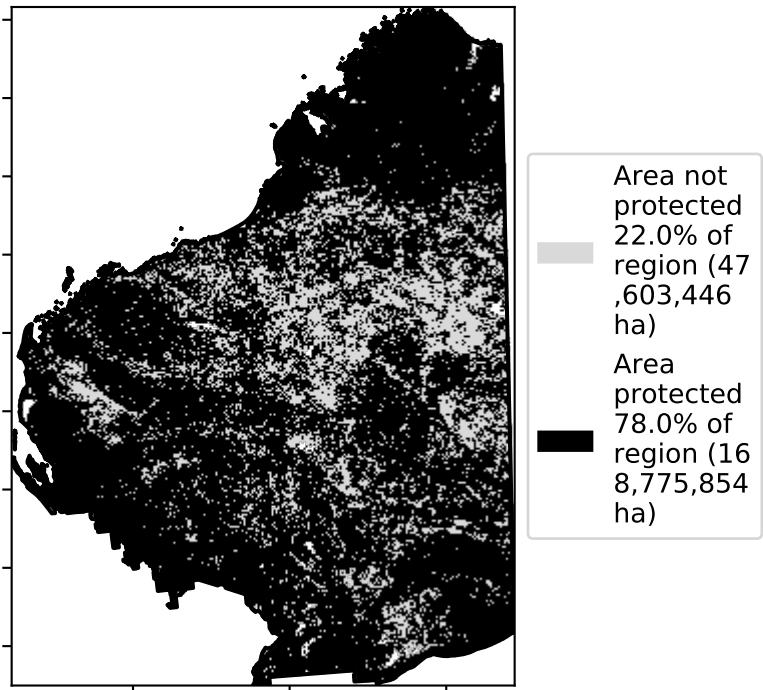 Area not
protected
22.0% of
region (47
,603,446
ha)
Area
protected
78.0% of
region (16
8,775,854
ha)